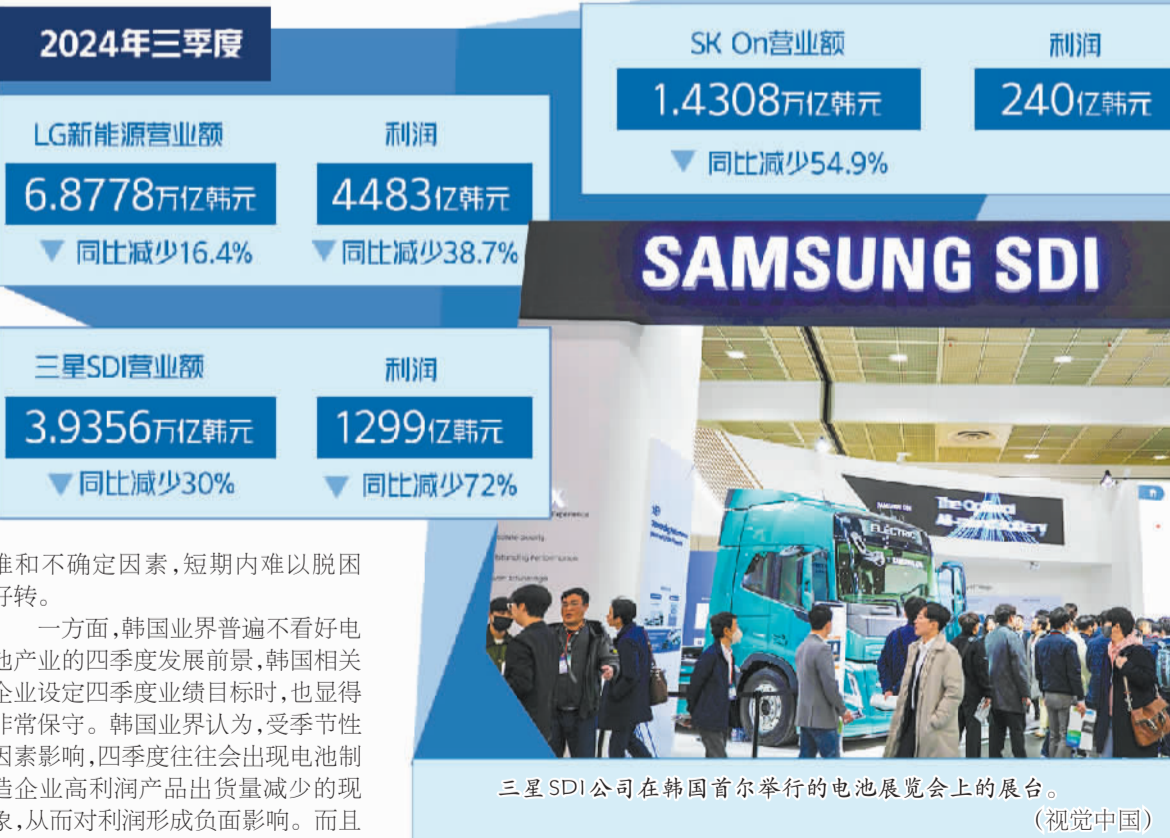 2024年三季度
LG新能源营业额
利润
6.8778万亿韩元
4483亿韩元
同比减少16.4%
同比减少38.7%
三星SDI营业额
利润
3.9356万亿韩元
1299亿韩元
同比减少30%
同比减少72%
SK On营业额
利润
1.4308万亿韩元
240亿韩元
同比减少54.9%
SAMSUNG SDI
SAMSUNG SDI
The Optimal
ELECTRIC
和不确定因素,短期内难以脱困
好转。
一方面,韩国业界普遍不看好电
池产业的四季度发展前景,韩国相关
企业设定四季度业绩目标时,也显得
非常保守。韩国业界认为,受季节性
因素影响,四季度往往会出现电池制
造企业高利润产品出货量减少的现
象,从而对利润形成负面影响。而且
三星SDI公司在韩国首尔举行的电池展览会上的展台。
(视觉中国)